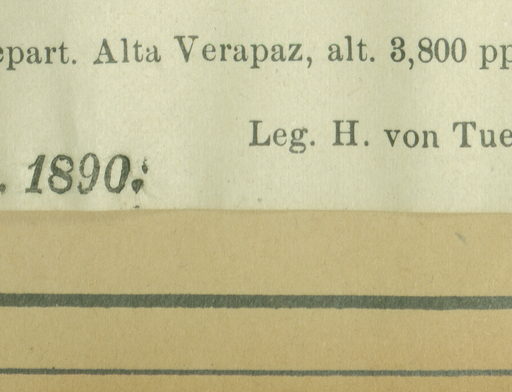 epart. Alta Verapaz, alt. 3,800 pp
Leg. H. von Tue
. 1890.